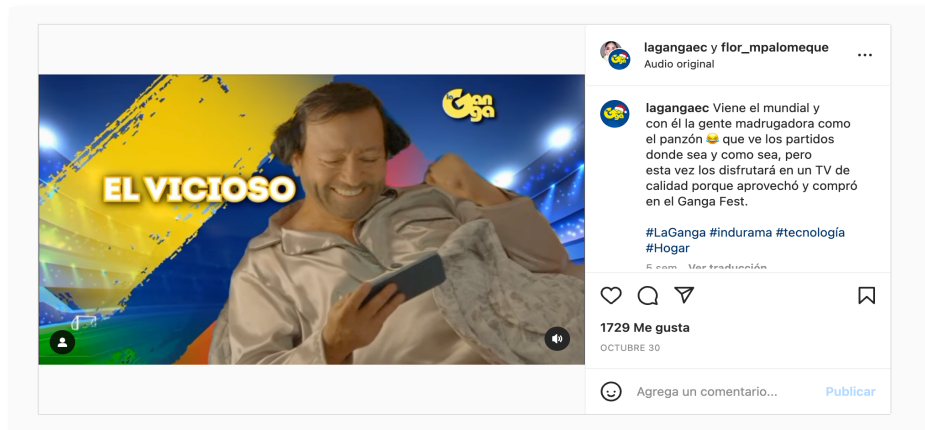 La Ganga
EL VICIOSO
lagangaec y flor_mpalomeque
Audio original
lagangaec Viene el mundial y
con él la gente madrugadora como
el panzón 😂 que ve los partidos
donde sea y como sea, pero
esta vez los disfrutará en un TV de
calidad porque aprovechó y compró
en el Ganga Fest.
#LaGanga #indurama #tecnología
#Hogar
5 sem Ver traducción
1729 Me gusta
OCTUBRE 30
Agrega un comentario... Publicar